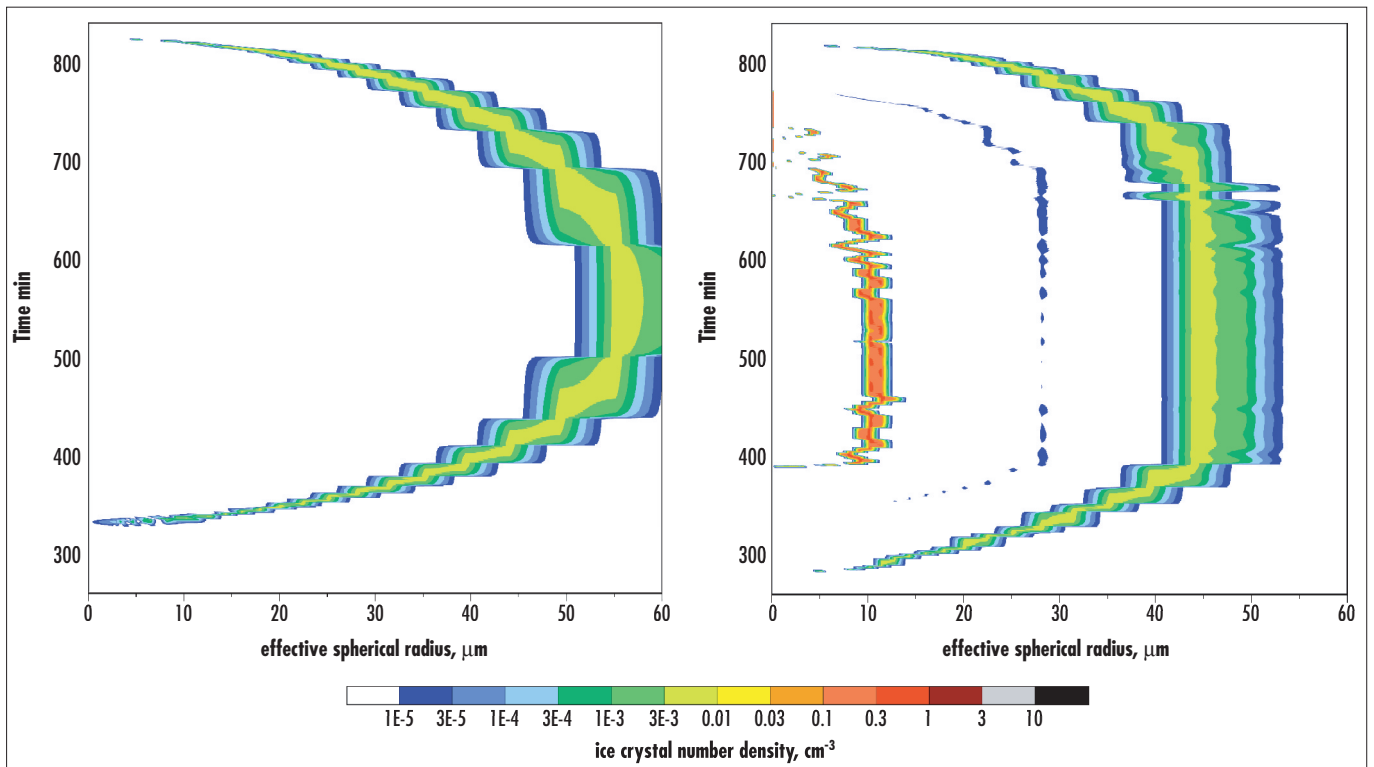 800
700
600
500
400
300
Time min
0 10 20 30 40 50 60
effective spherical radius, μm
800
700
600
500
400
300
Time min
0 10 20 30 40 50 60
effective spherical radius, μm
1E-5 3E-5 1E-4 3E-4 1E-3 3E-3 0.01 0.03 0.1 0.3 1 3 10
ice crystal number density, cm⁻³